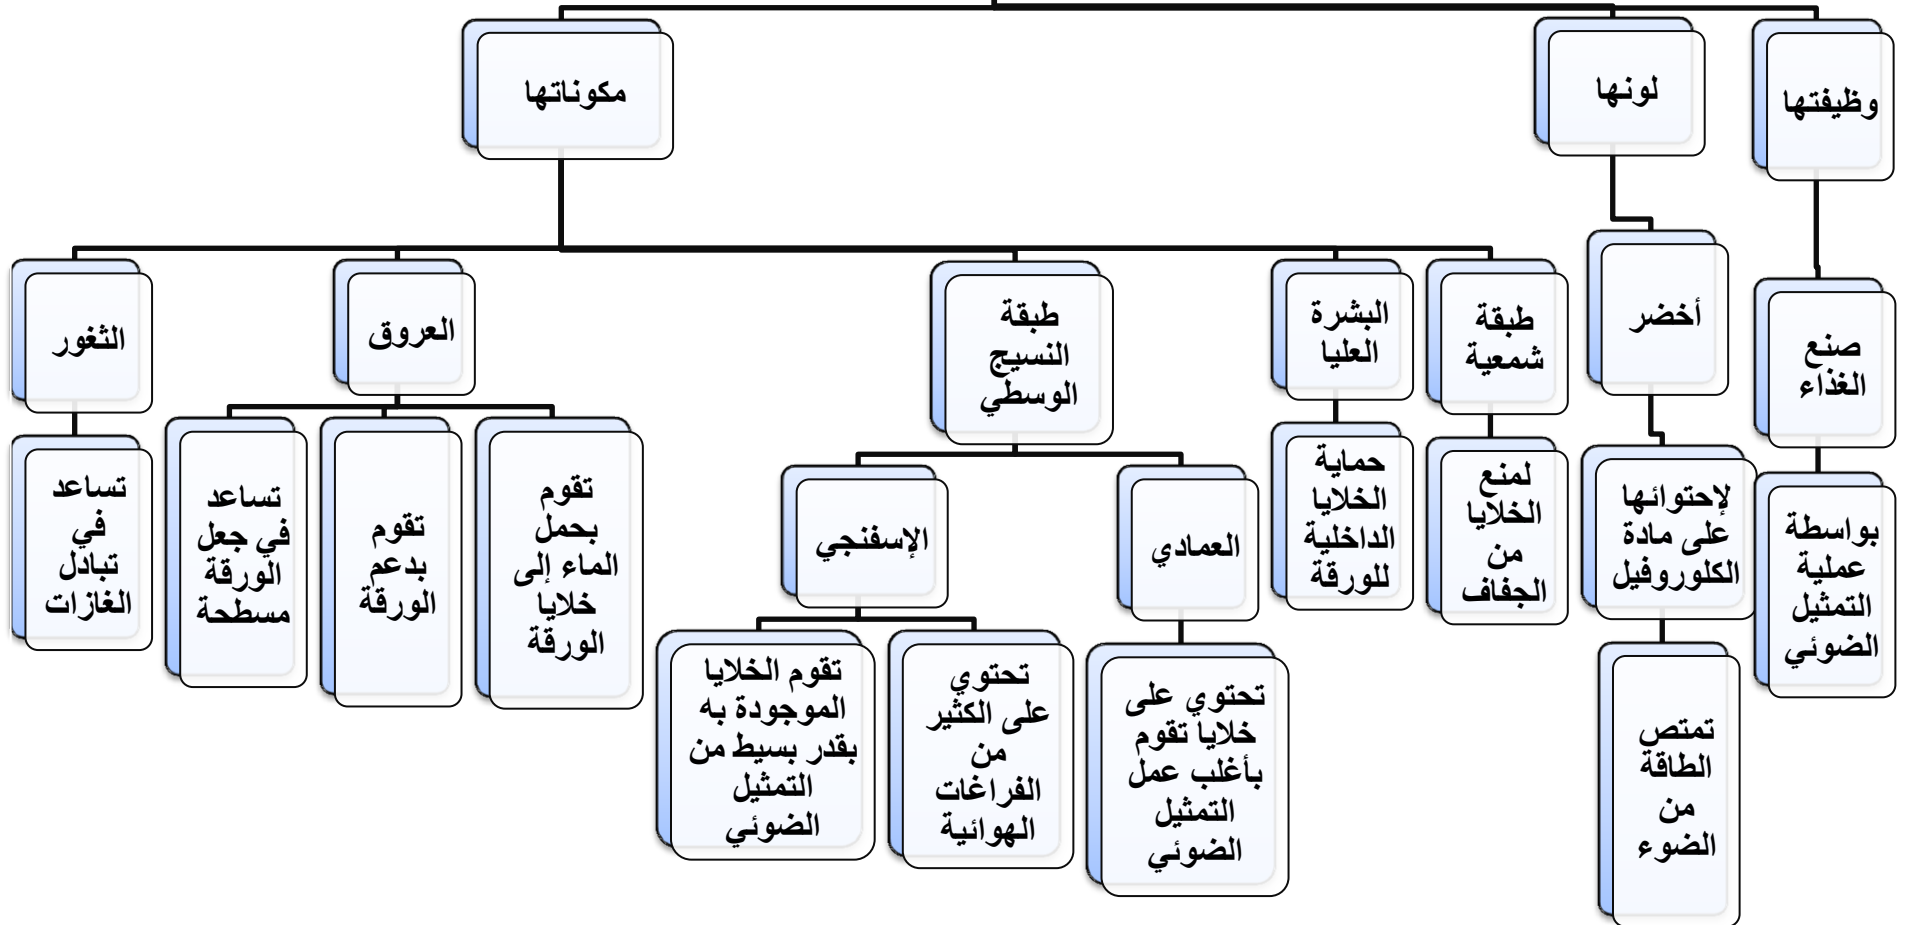 وظيفتها
لونها
مكوناتها
صنع
الغذاء
أخضر
طبقة
شمعية
البشرة
العليا
طبقة
النسيج
الوسطي
العروق
الثغور
بواسطة
عملية
التمثيل
الضوئي
لإحتوائها
على مادة
الكلوروفيل
لمنع
الخلايا
من
الجفاف
حماية
الخلايا
الداخلية
للورقة
العمادي
الإسفنجي
تقوم
بحمل
الماء إلى
خلايا
الورقة
تقوم
بدعم
الورقة
تساعد
في جعل
الورقة
مسطحة
تساعد
في
تبادل
الغازات
تمتص
الطاقة
من
الضوء
تحتوي على
خلايا تقوم
بأغلب عمل
التمثيل
الضوئي
تحتوي
على الكثير
من
الفراغات
الهوائية
تقوم الخلايا
الموجودة به
بقدر بسيط من
التمثيل
الضوئي